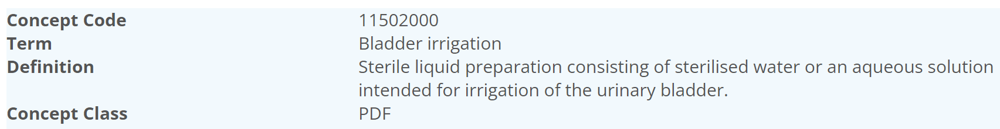 Concept Code 11502000
Term Bladder irrigation
Definition Sterile liquid preparation consisting of sterilised water or an aqueous solution
intended for irrigation of the urinary bladder.
Concept Class PDF